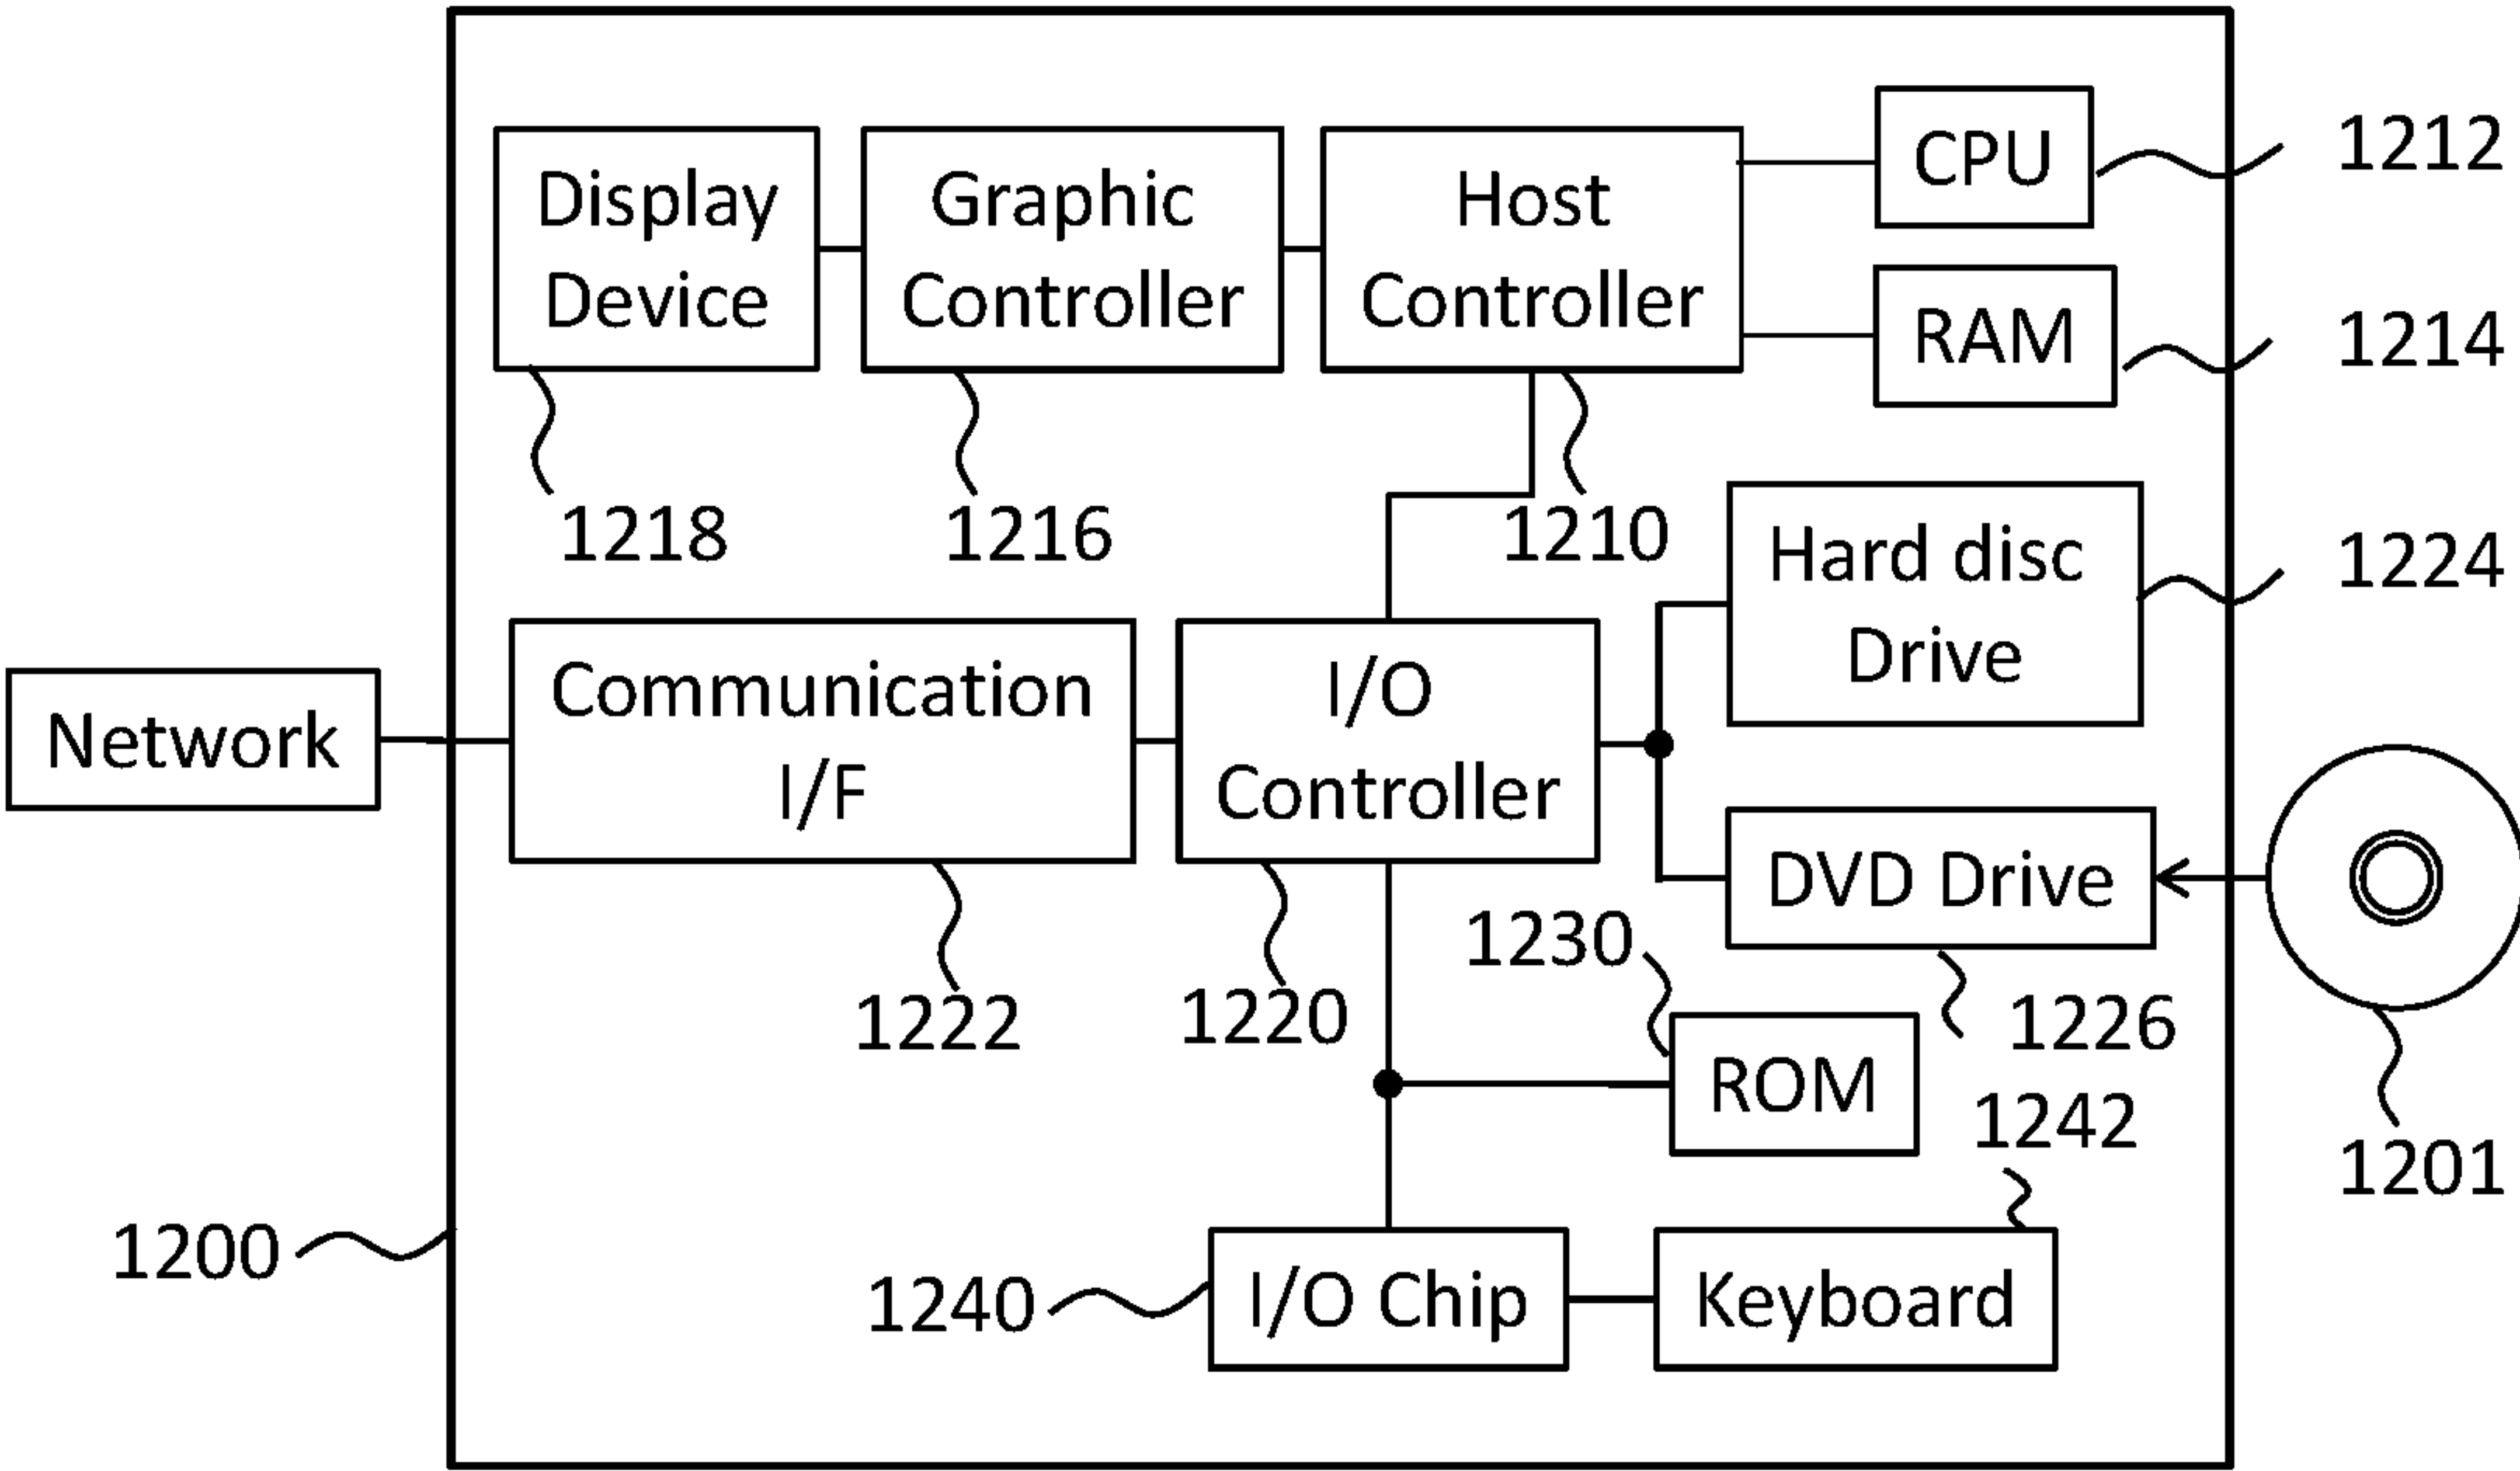 CPU
1212
Display
Device
Graphic
Controller
Host
Controller
RAM
1214
1218
1216
1210
Hard disc
Drive
1224
Network
Communication
I/F
I/O
Controller
DVD Drive
1230
1222
1220
1226
ROM
1242
1201
1200
1240
I/O Chip
Keyboard